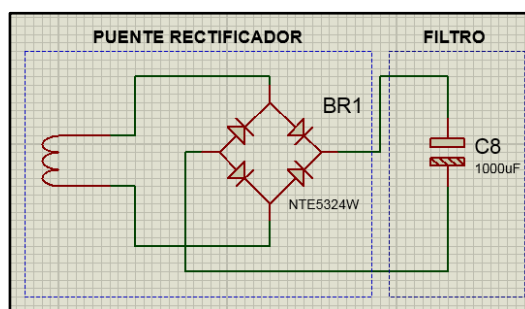 PUENTE RECTIFICADOR
FILTRO
BR1
C8
1000uF
NTE5324W